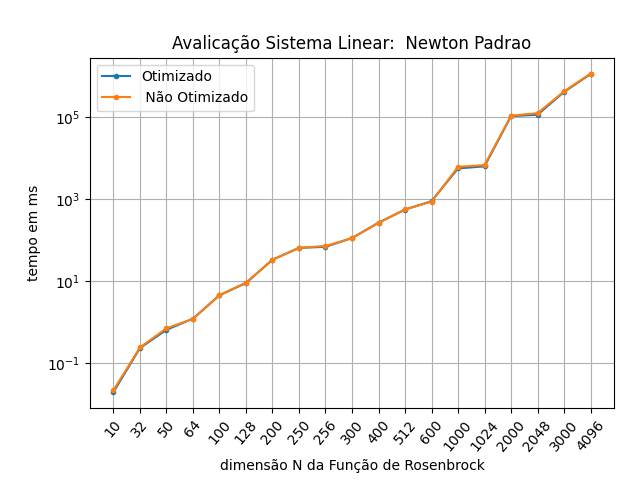 Avalicação Sistema Linear:  Newton Padrao
Otimizado
Não Otimizado
tempo em ms
10^5
10^3
10^1
10^−1
10 32 50 64 100 128 200 250 256 300 400 512 600 1000 1024 2000 2048 3000 4096
dimensão N da Função de Rosenbrock